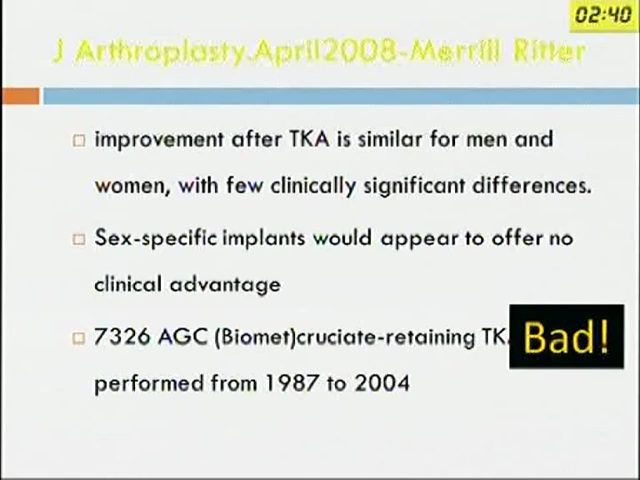 02:40
J Arthroplasty.April2008-Merrill Ritter
improvement after TKA is similar for men and
women, with few clinically significant differences.
Sex-specific implants would appear to offer no
clinical advantage
7326 AGC (Biomet)cruciate-retaining
Bad!
performed from 1987 to 2004